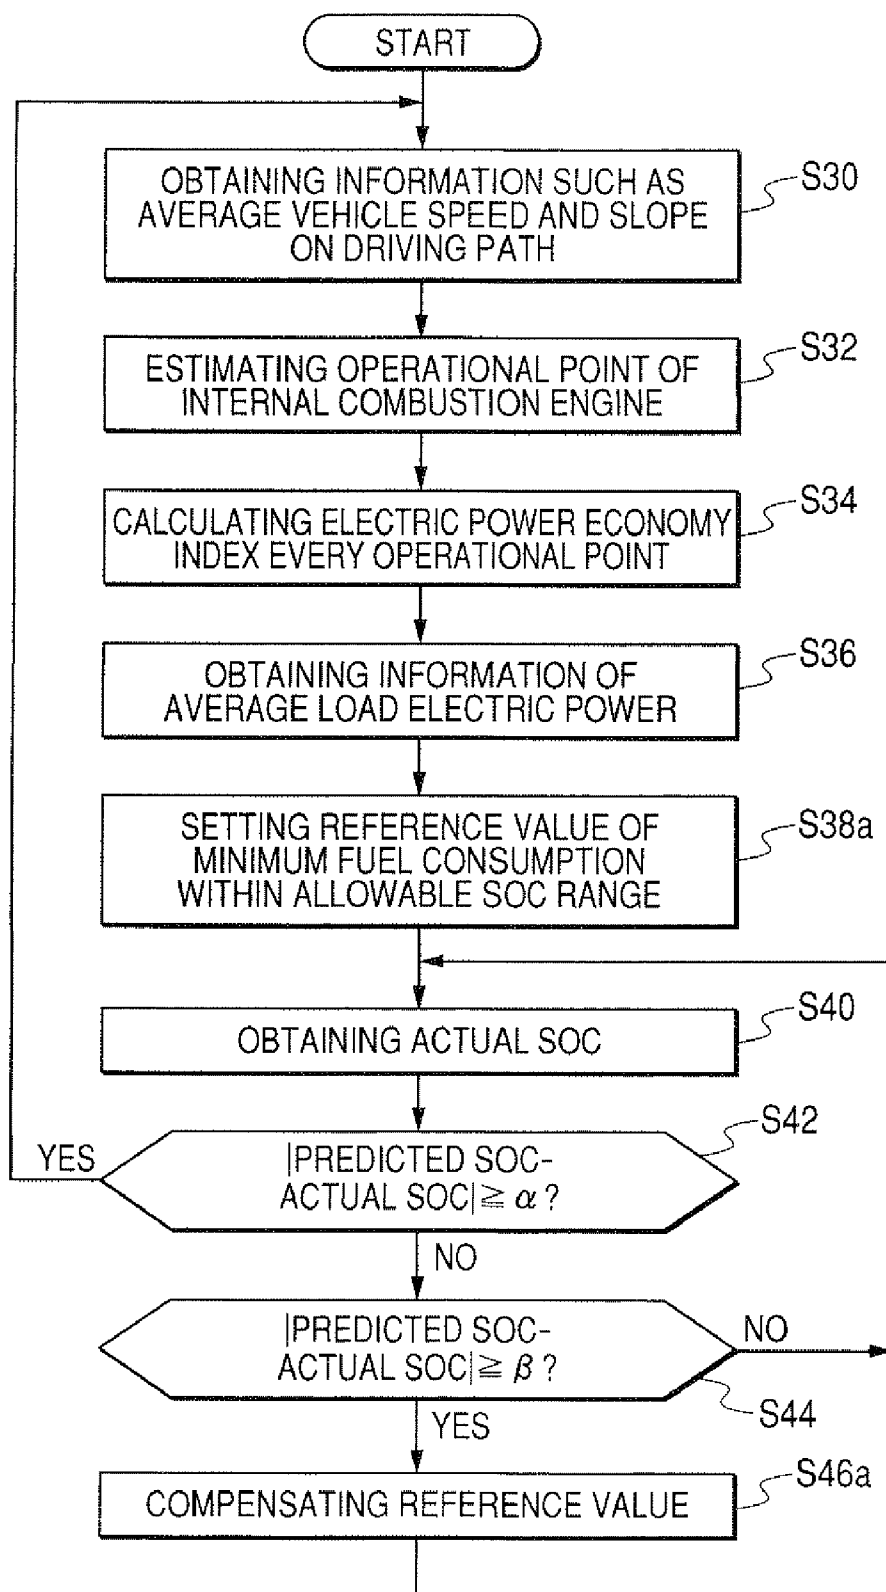 START
OBTAINING INFORMATION SUCH AS
AVERAGE VEHICLE SPEED AND SLOPE
ON DRIVING PATH
S30
ESTIMATING OPERATIONAL POINT OF
INTERNAL COMBUSTION ENGINE
S32
CALCULATING ELECTRIC POWER ECONOMY
INDEX EVERY OPERATIONAL POINT
S34
OBTAINING INFORMATION OF
AVERAGE LOAD ELECTRIC POWER
S36
SETTING REFERENCE VALUE OF
MINIMUM FUEL CONSUMPTION
WITHIN ALLOWABLE SOC RANGE
S38a
OBTAINING ACTUAL SOC
S40
|PREDICTED SOC-
ACTUAL SOC|≧ α ?
S42
YES
NO
|PREDICTED SOC-
ACTUAL SOC|≧ β ?
NO
S44
YES
COMPENSATING REFERENCE VALUE
S46a